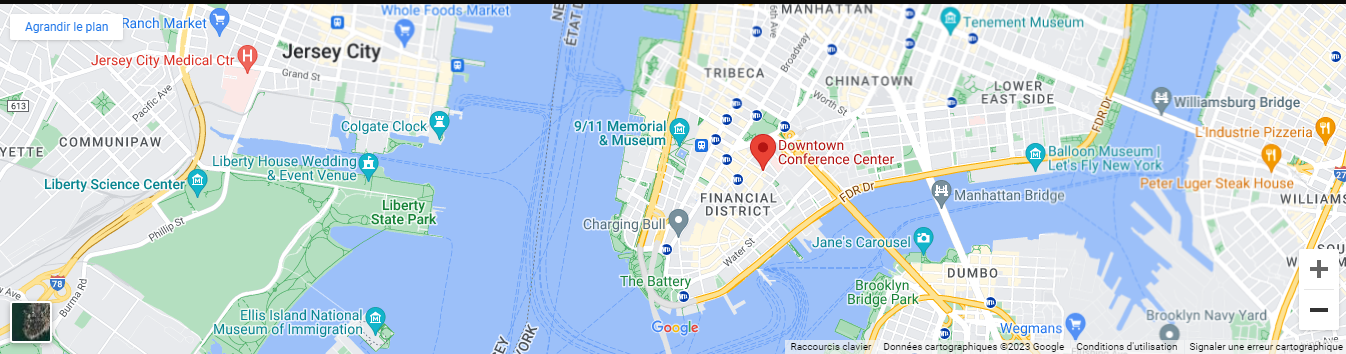 Agrandir le plan
Ranch Market
Whole Foods Market
Jersey City
Jersey City Medical Ctr
Grand St
Pacific Ave
613
COMMUNIPAW
YETTE
Colgate Clock
Liberty House Wedding
& Event Venue
Liberty Science Center
Liberty
State Park
Phillip St
78
Burma Rd
Ellis Island National
Museum of Immigration
ÉTAT D
NE
EY
YORK
MANHATTAN
6th Ave
Broadway
TRIBECA
CHINATOWN
Worth St
Tenement Museum
LOWER
EAST SIDE
FDR Dr
Williamsburg Bridge
L'Industrie Pizzeria
Peter Luger Steak House
278
WILLIAMS
9/11 Memorial
& Museum
Downtown
Conference Center
Balloon Museum |
Let's Fly New York
FDR Dr
Manhattan Bridge
FINANCIAL
DISTRICT
Charging Bull
Water St
Jane's Carousel
The Battery
DUMBO
Brooklyn
Bridge Park
Wegmans
Brooklyn Navy Yard
Google
Raccourcis clavier
Données cartographiques ©2023 Google
Conditions d'utilisation
Signaler une erreur cartographique